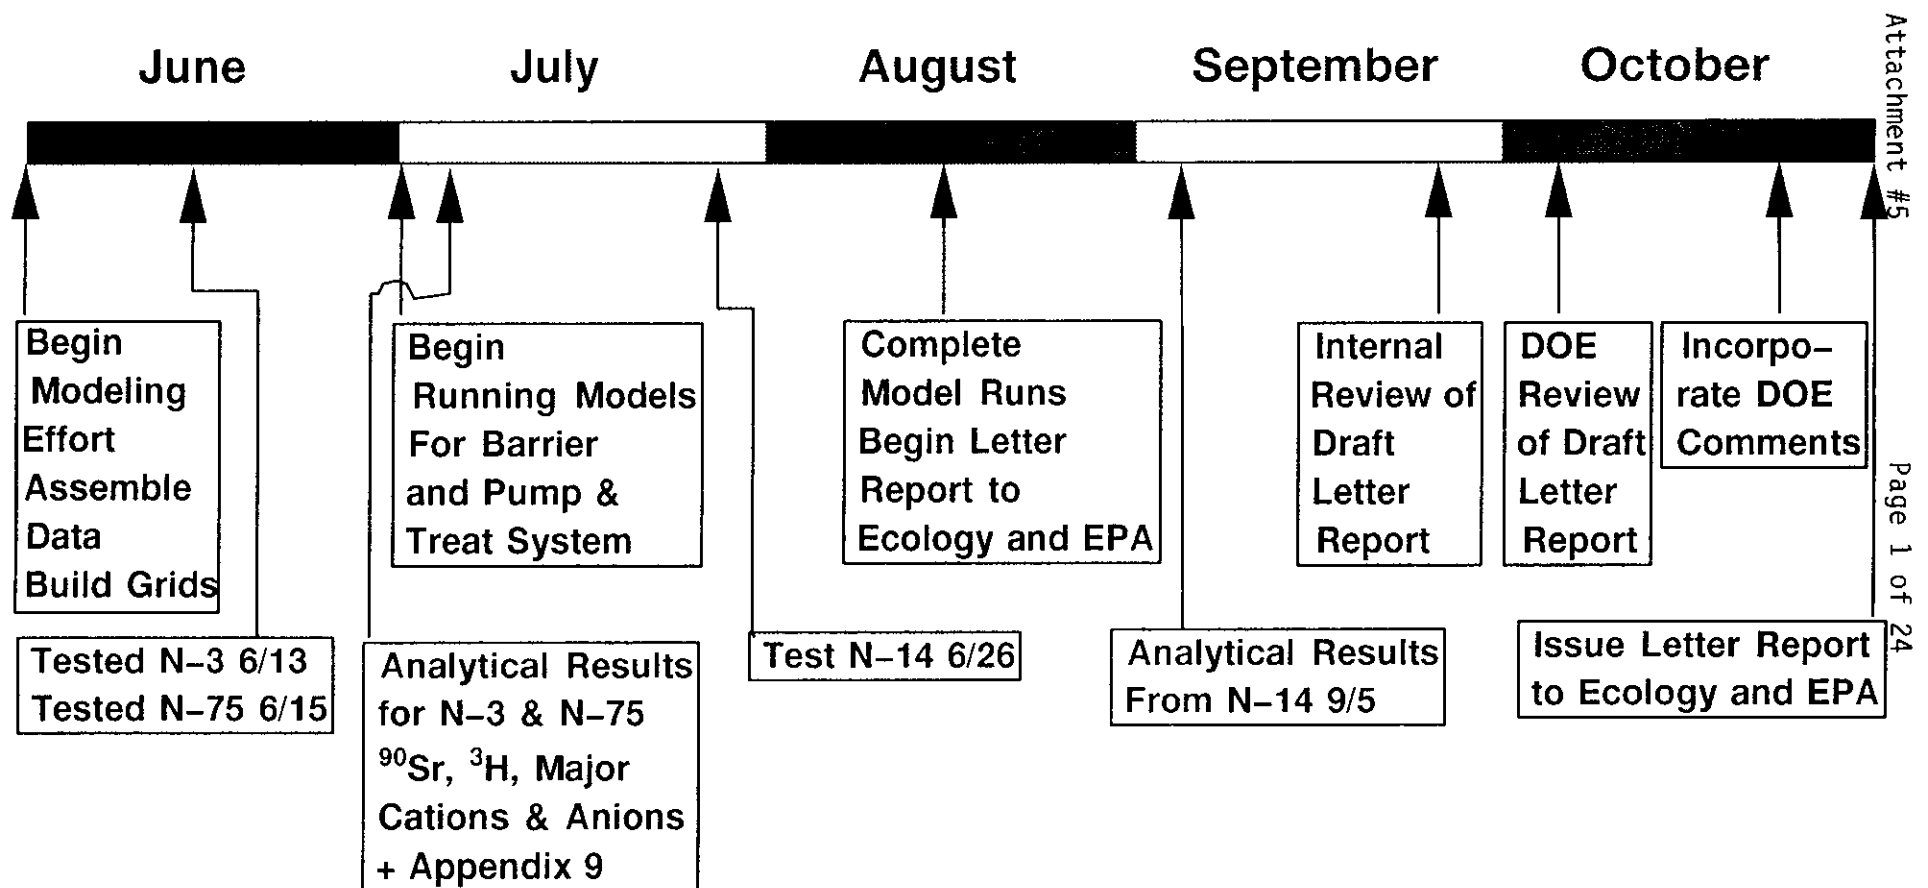 June July August September October
Attachment #5
Page 1 of 24
Begin
Modeling
Effort
Assemble
Data
Build Grids
Begin
Running Models
For Barrier
and Pump &
Treat System
Complete
Model Runs
Begin Letter
Report to
Ecology and EPA
Internal
Review of
Draft
Letter
Report
DOE
Review
of Draft
Letter
Report
Incorpo–
rate DOE
Comments
Tested N–3 6/13
Tested N–75 6/15
Analytical Results
for N–3 & N–75
⁹⁰Sr, ³H, Major
Cations & Anions
+ Appendix 9
Test N–14 6/26
Analytical Results
From N–14 9/5
Issue Letter Report
to Ecology and EPA